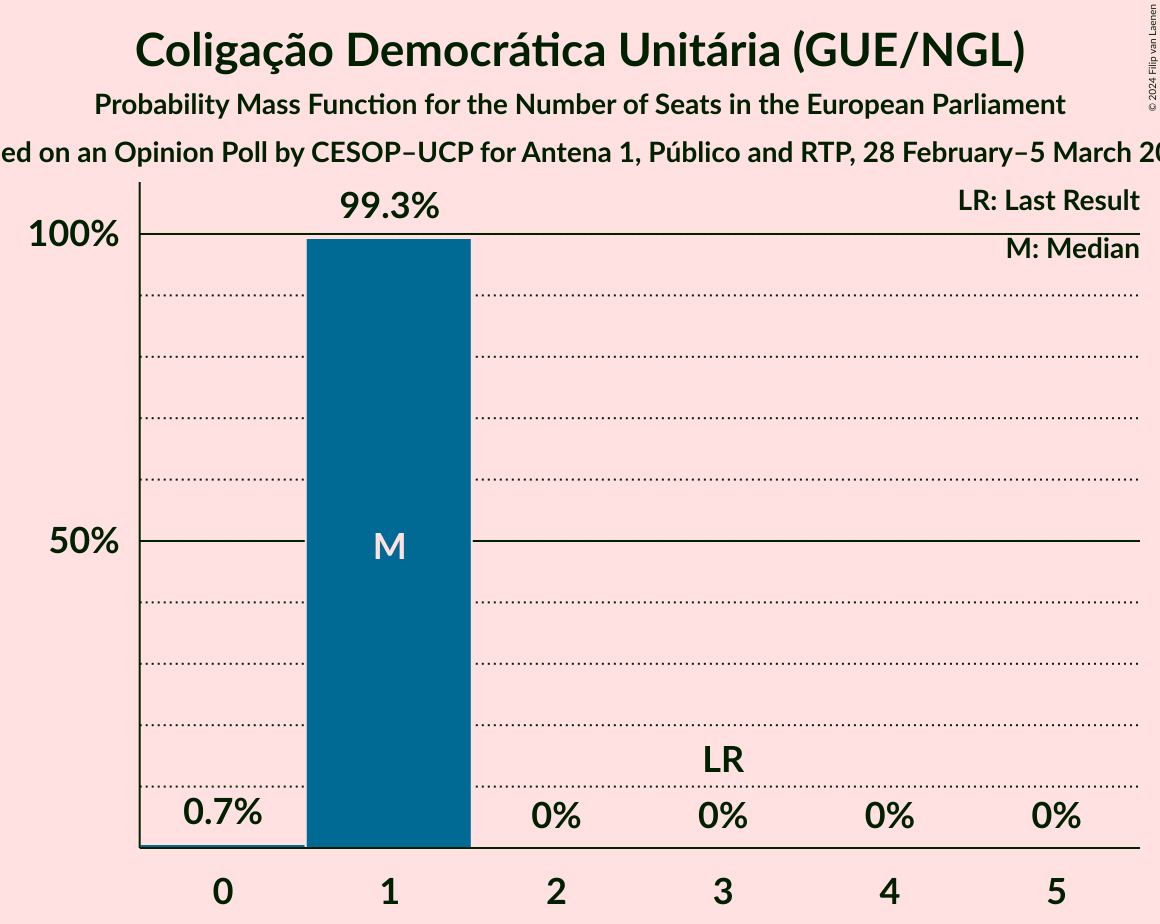 Coligação Democrática Unitária (GUE/NGL)
Probability Mass Function for the Number of Seats in the European Parliament
ed on an Opinion Poll by CESOP–UCP for Antena 1, Público and RTP, 28 February–5 March 20
© 2024 Filip van Laenen
LR: Last Result
M: Median
99.3%
100%
50%
M
LR
0.7%
0%
0%
0%
0%
0
1
2
3
4
5